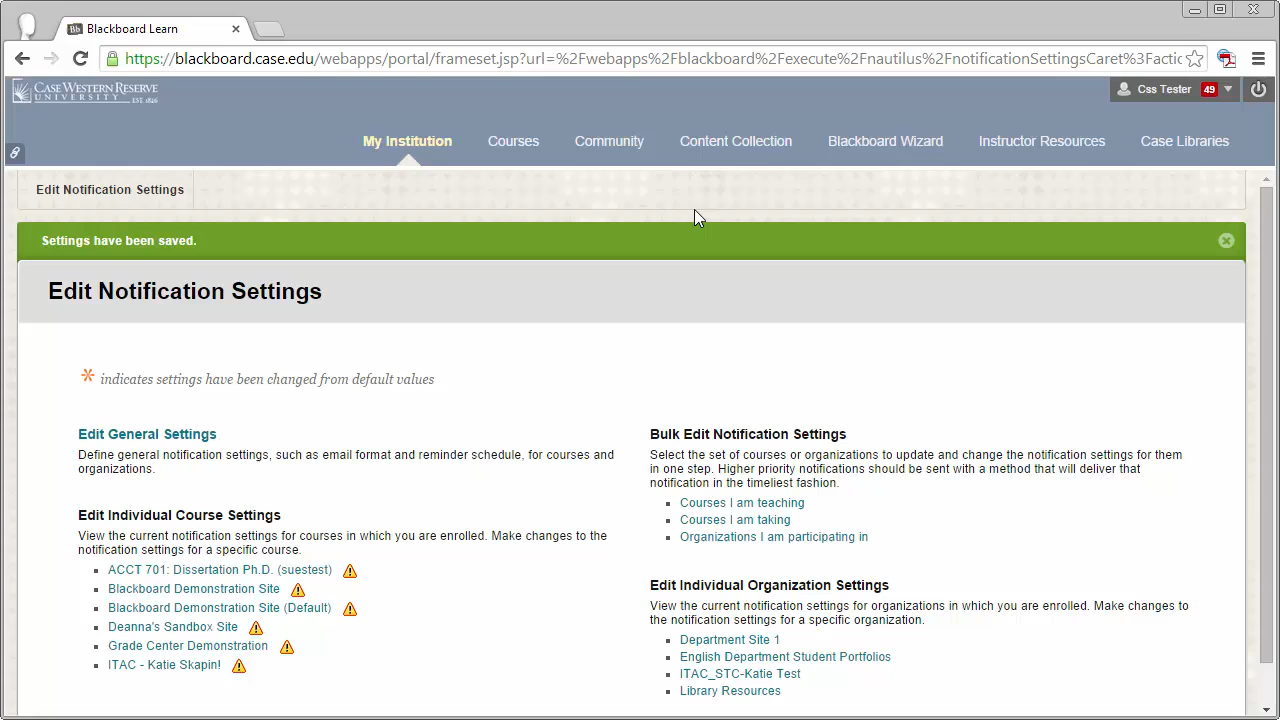 Bb Blackboard Learn
https://blackboard.case.edu/webapps/portal/frameset.jsp?url=%2Fwebapps%2Fblackboard%2Fexecute%2Fnautilus%2FnotificationSettingsCaret%3Factic
CASE WESTERN RESERVE
UNIVERSITY EST. 1826
Css Tester 49
My Institution Courses Community Content Collection Blackboard Wizard Instructor Resources Case Libraries
Edit Notification Settings
Settings have been saved.
Edit Notification Settings
* indicates settings have been changed from default values
Edit General Settings
Define general notification settings, such as email format and reminder schedule, for courses and
organizations.
Edit Individual Course Settings
View the current notification settings for courses in which you are enrolled. Make changes to the
notification settings for a specific course.
ACCT 701: Dissertation Ph.D. (suestest)
Blackboard Demonstration Site
Blackboard Demonstration Site (Default)
Deanna's Sandbox Site
Grade Center Demonstration
ITAC - Katie Skapin!
Bulk Edit Notification Settings
Select the set of courses or organizations to update and change the notification settings for them
in one step. Higher priority notifications should be sent with a method that will deliver that
notification in the timeliest fashion.
Courses I am teaching
Courses I am taking
Organizations I am participating in
Edit Individual Organization Settings
View the current notification settings for organizations in which you are enrolled. Make changes to
the notification settings for a specific organization.
Department Site 1
English Department Student Portfolios
ITAC_STC-Katie Test
Library Resources